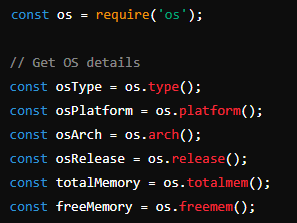 const os = require('os');
// Get OS details
const osType = os.type();
const osPlatform = os.platform();
const osArch = os.arch();
const osRelease = os.release();
const totalMemory = os.totalmem();
const freeMemory = os.freemem();